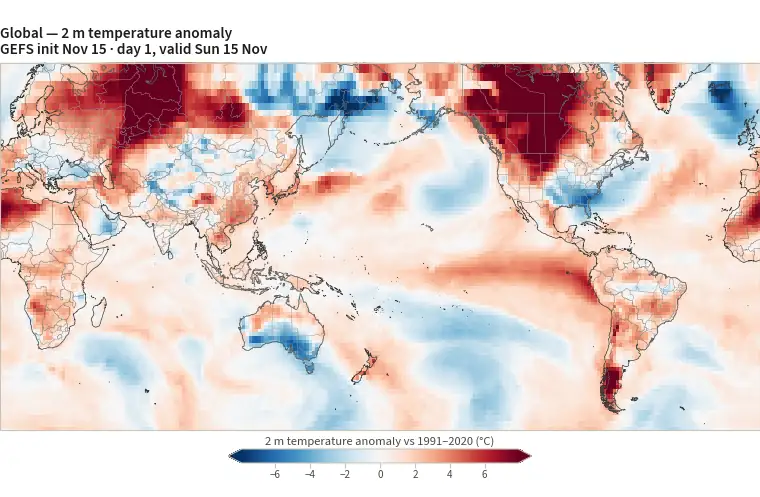 Global — 2 m temperature anomaly
GEFS init Nov 15 · day 1, valid Sun 15 Nov
2 m temperature anomaly vs 1991–2020 (°C)
−6 −4 −2 0 2 4 6